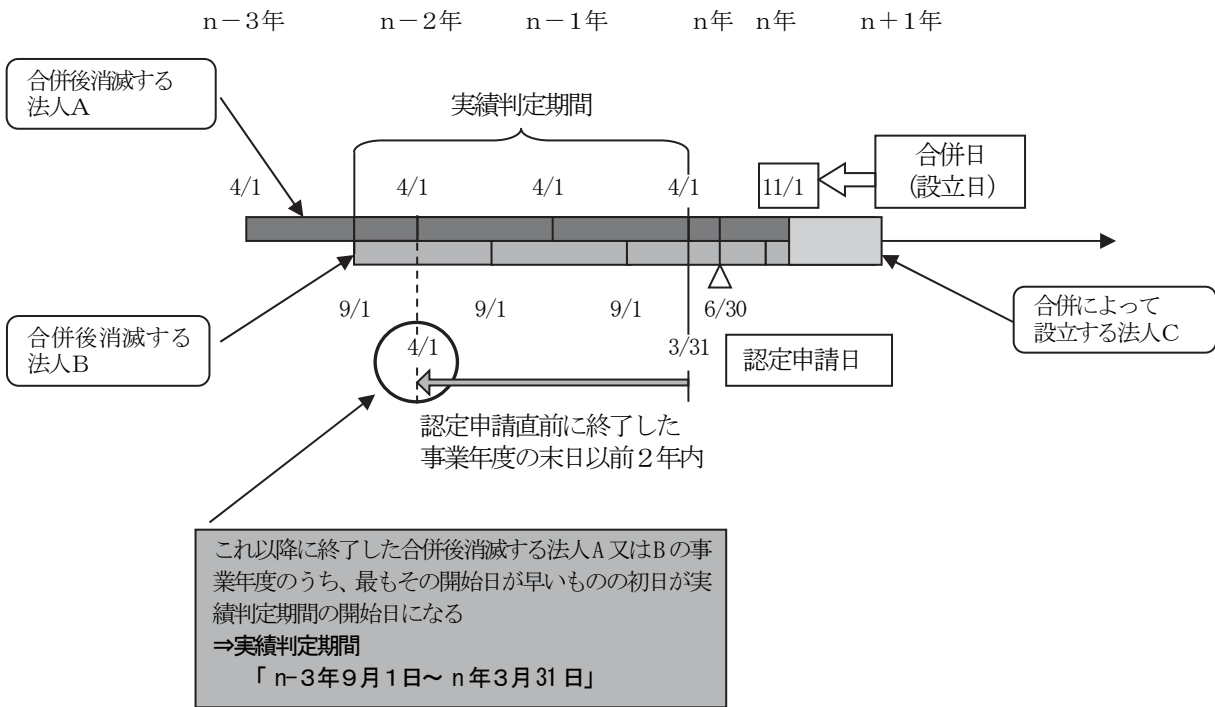 n－3年 n－2年 n－1年 n年 n年 n＋1年
合併後消滅する
法人A
実績判定期間
合併日
（設立日）
4/1 4/1 4/1 4/1 11/1
9/1 9/1 9/1 6/30
合併後消滅する
法人B
4/1 3/31
認定申請日
合併によって
設立する法人C
認定申請直前に終了した
事業年度の末日以前２年内
これ以降に終了した合併後消滅する法人A又はBの事
業年度のうち、最もその開始日が早いものの初日が実
績判定期間の開始日になる
⇒実績判定期間
「 n-3年９月１日～ n年３月31日」